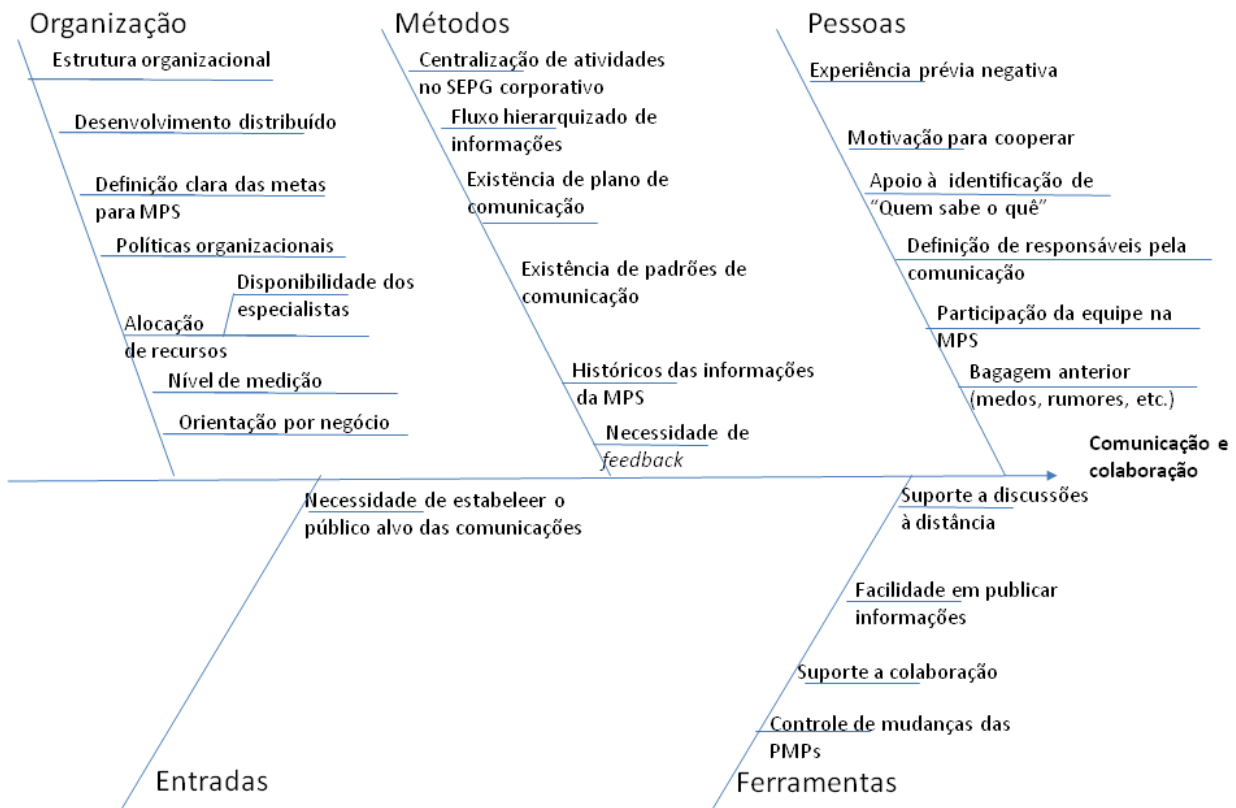 Organização
Estrutura organizacional
Desenvolvimento distribuído
Definição clara das metas
para MPS
Políticas organizacionais
Disponibilidade dos
especialistas
Alocação
de recursos
Nível de medição
Orientação por negócio
Métodos
Centralização de atividades
no SEPG corporativo
Fluxo hierarquizado de
informações
Existência de plano de
comunicação
Existência de padrões de
comunicação
Históricos das informações
da MPS
Necessidade de
feedback
Pessoas
Experiência prévia negativa
Motivação para cooperar
Apoio à identificação de
“Quem sabe o quê”
Definição de responsáveis pela
comunicação
Participação da equipe na
MPS
Bagagem anterior
(medos, rumores, etc.)
Comunicação e
colaboração
Necessidade de estabeleer o
público alvo das comunicações
Entradas
Suporte a discussões
à distância
Facilidade em publicar
informações
Suporte a colaboração
Controle de mudanças das
PMPs
Ferramentas